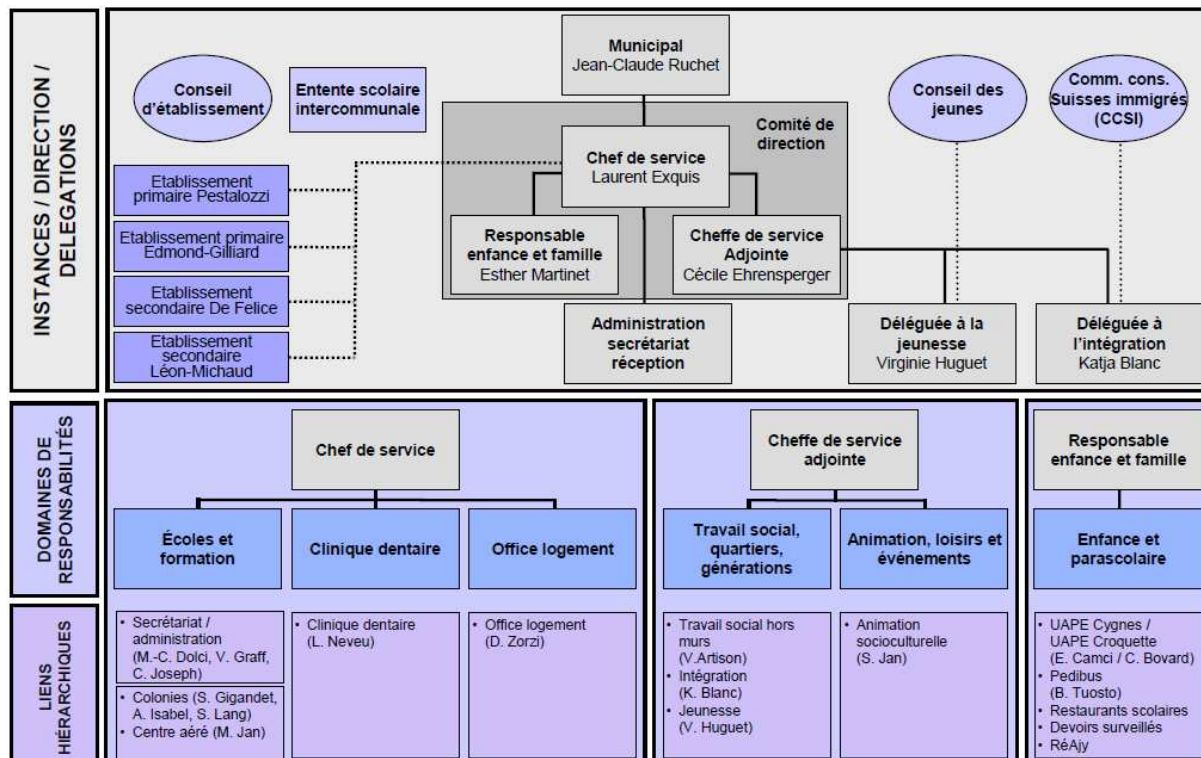 INSTANCES / DIRECTION /
DELEGATIONS
Conseil
d'établissement
Entente scolaire
intercommunale
Municipal
Jean-Claude Ruchet
Conseil des
jeunes
Comm. cons.
Suisses immigrés
(CCSI)
Comité de
direction
Chef de service
Laurent Exquis
Etablissement
primaire Pestalozzi
Etablissement primaire
Edmond-Gilliard
Etablissement
secondaire De Felice
Etablissement
secondaire
Léon-Michaud
Responsable
enfance et famille
Esther Martinet
Cheffe de service
Adjointe
Cécile Ehrensperger
Administration
secrétariat
réception
Déléguée à la
jeunesse
Virginie Huguet
Déléguée à
l'intégration
Katja Blanc
DOMAINES DE
RESPONSABILITÉS
Chef de service
Cheffe de service
adjointe
Responsable
enfance et famille
Écoles et
formation
Clinique dentaire
Office logement
Travail social,
quartiers,
générations
Animation, loisirs et
événements
Enfance et
parascolaire
LIENS
HIÉRARCHIQUES
• Secrétariat /
administration
(M.-C. Dolci, V. Graff,
C. Joseph)
• Colonies (S. Gigandet,
A. Isabel, S. Lang)
• Centre aéré (M. Jan)
• Clinique dentaire
(L. Neveu)
• Office logement
(D. Zorzi)
• Travail social hors
murs
(V.Artison)
• Intégration
(K. Blanc)
• Jeunesse
(V. Huguet)
• Animation
socioculturelle
(S. Jan)
• UAPE Cygnes /
UAPE Croquette
(E. Camci / C. Bovard)
• Pedibus
(B. Tuosto)
• Restaurants scolaires
• Devoirs surveillés
• RéAjy